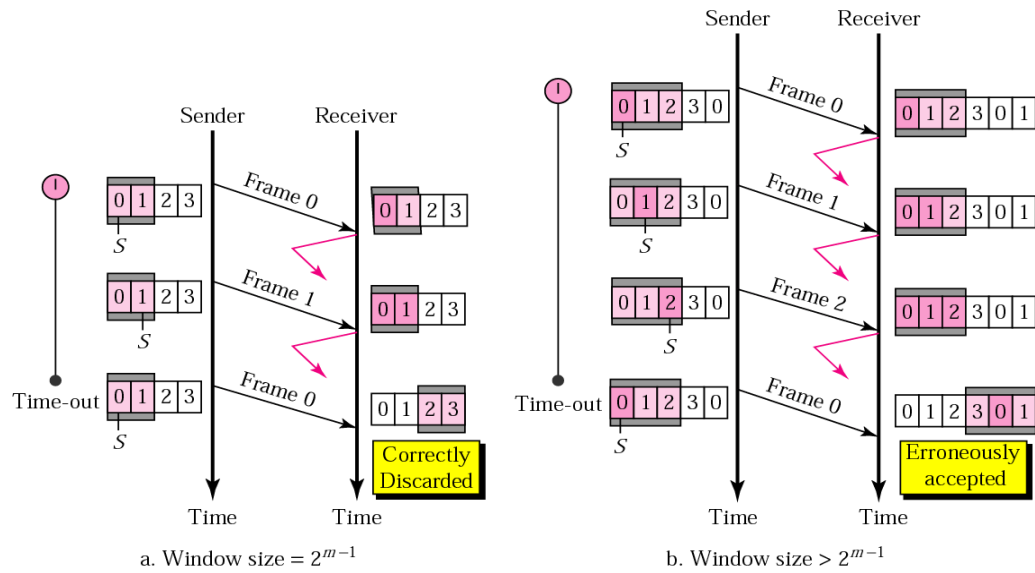 Sender
Receiver
0 1 2 3
Frame 0
0 1 2 3
S
0 1 2 3
Frame 1
0 1 2 3
S
Time-out
0 1 2 3
Frame 0
0 1 2 3
S
Correctly
Discarded
Time
Time
a. Window size = 2^{m−1}
Sender
Receiver
0 1 2 3 0
Frame 0
0 1 2 3 0 1
S
0 1 2 3 0
Frame 1
0 1 2 3 0 1
S
0 1 2 3 0
Frame 2
0 1 2 3 0 1
S
Time-out
0 1 2 3 0
Frame 0
0 1 2 3 0 1
S
Erroneously
accepted
Time
Time
b. Window size > 2^{m−1}